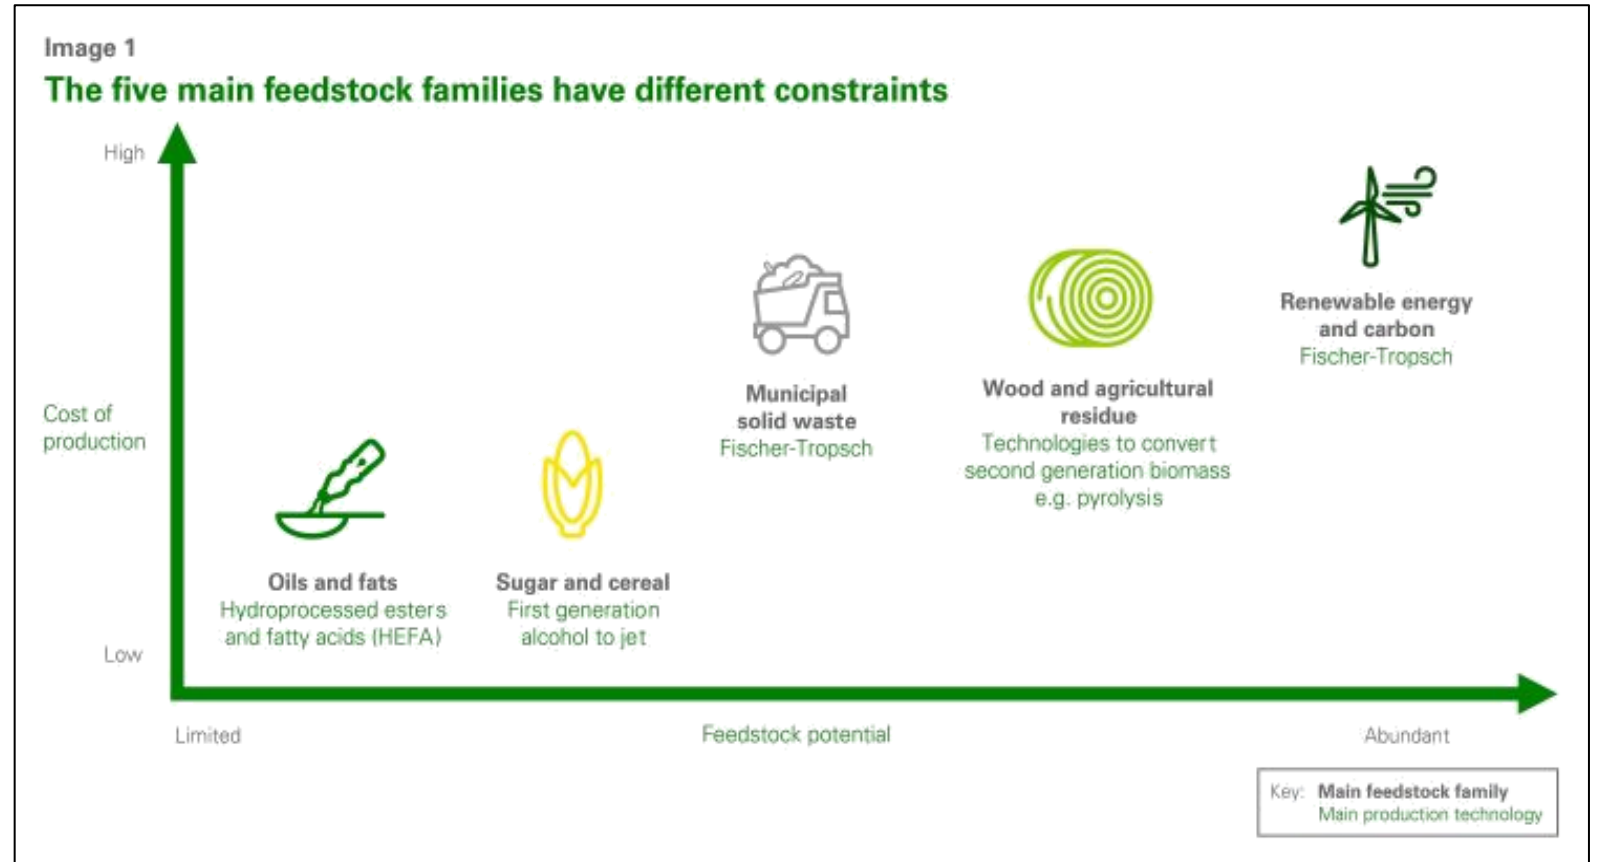 Image 1
The five main feedstock families have different constraints
High
Cost of
production
Low
Oils and fats
Hydroprocessed esters
and fatty acids (HEFA)
Sugar and cereal
First generation
alcohol to jet
Municipal
solid waste
Fischer-Tropsch
Wood and agricultural
residue
Technologies to convert
second generation biomass
e.g. pyrolysis
Renewable energy
and carbon
Fischer-Tropsch
Limited
Feedstock potential
Abundant
Key: Main feedstock family
Main production technology